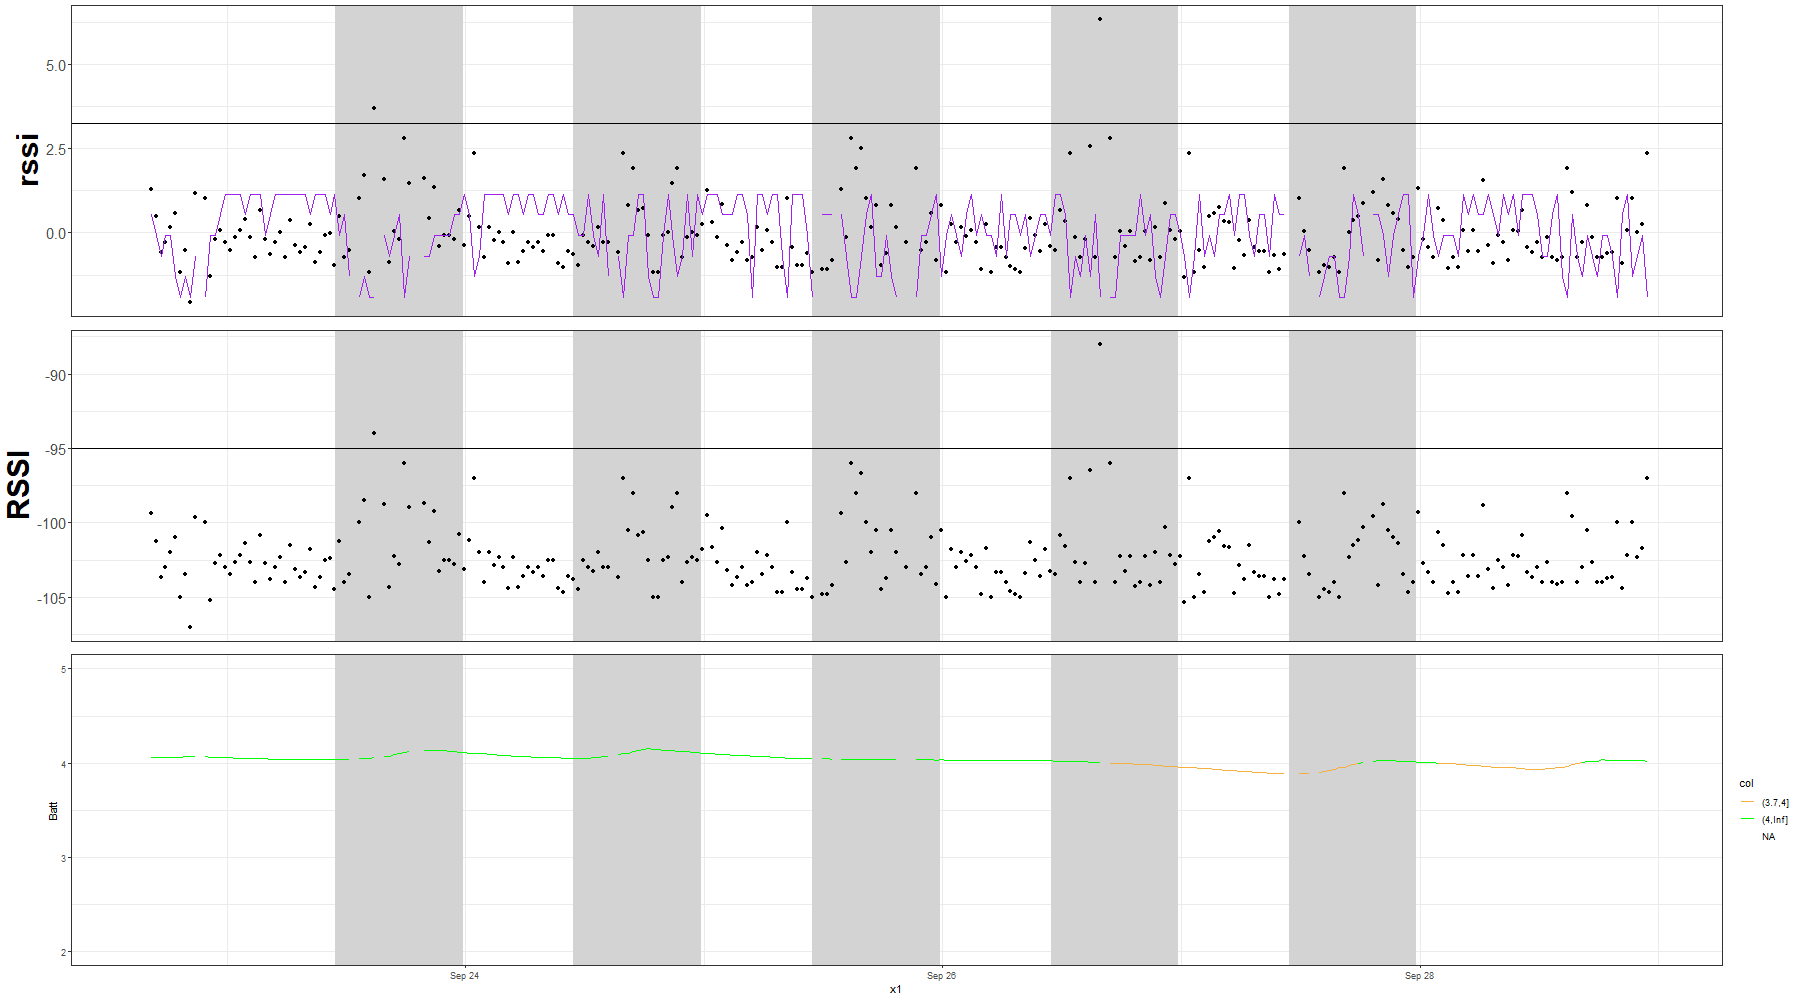 rssi
5.0
2.5
0.0
RSSI
-90
-95
-100
-105
Batt
5
4
3
2
Sep 24
Sep 26
Sep 28
x1
col
(3.7,4]
(4,Inf]
NA